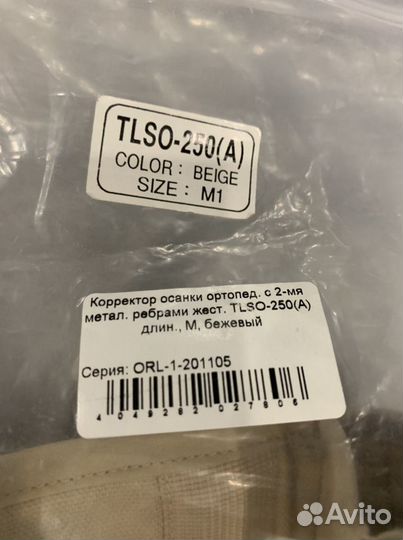 TLSO-250(A)
COLOR : BEIGE
SIZE : M1
Корректор осанки ортопед. с 2-мя
метал. ребрами жест. TLSO-250(A)
длин., M, бежевый
Серия: ORL-1-201105
4049282027806
Avito